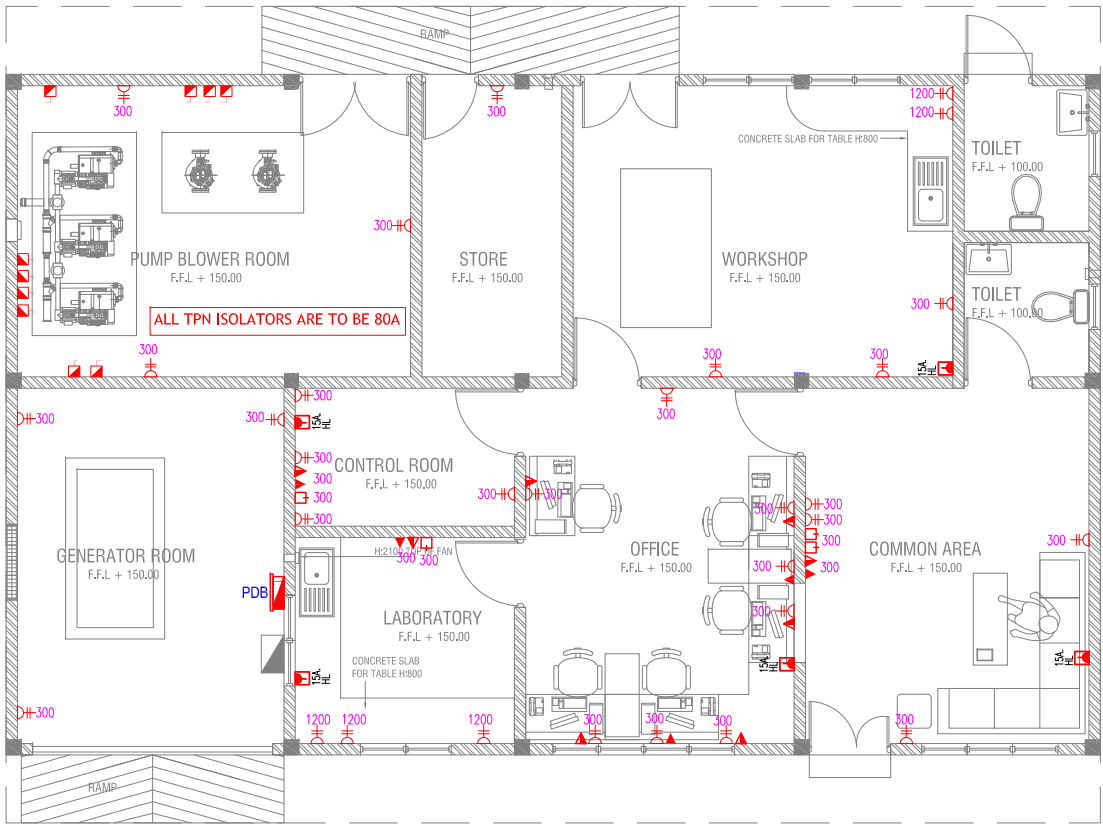 RAMP
300
300
1200
1200
CONCRETE SLAB FOR TABLE H:800
TOILET
F.F.L + 100.00
300
PUMP BLOWER ROOM
F.F.L + 150.00
STORE
F.F.L + 150.00
WORKSHOP
F.F.L + 150.00
TOILET
F.F.L + 100.00
300
ALL TPN ISOLATORS ARE TO BE 80A
300
300
300
15A.
HL
300
300
300
300
15A.
HL
300
300
300
300
CONTROL ROOM
F.F.L + 150.00
300
300
300
300
300
300
300
300
H:2100 TOP OF FAN
300
300
GENERATOR ROOM
F.F.L + 150.00
OFFICE
F.F.L + 150.00
300
COMMON AREA
F.F.L + 150.00
300
PDB
LABORATORY
F.F.L + 150.00
300
CONCRETE SLAB
FOR TABLE H:800
15A.
HL
15A.
HL
15A.
HL
300
1200
1200
1200
300
300
300
300
RAMP